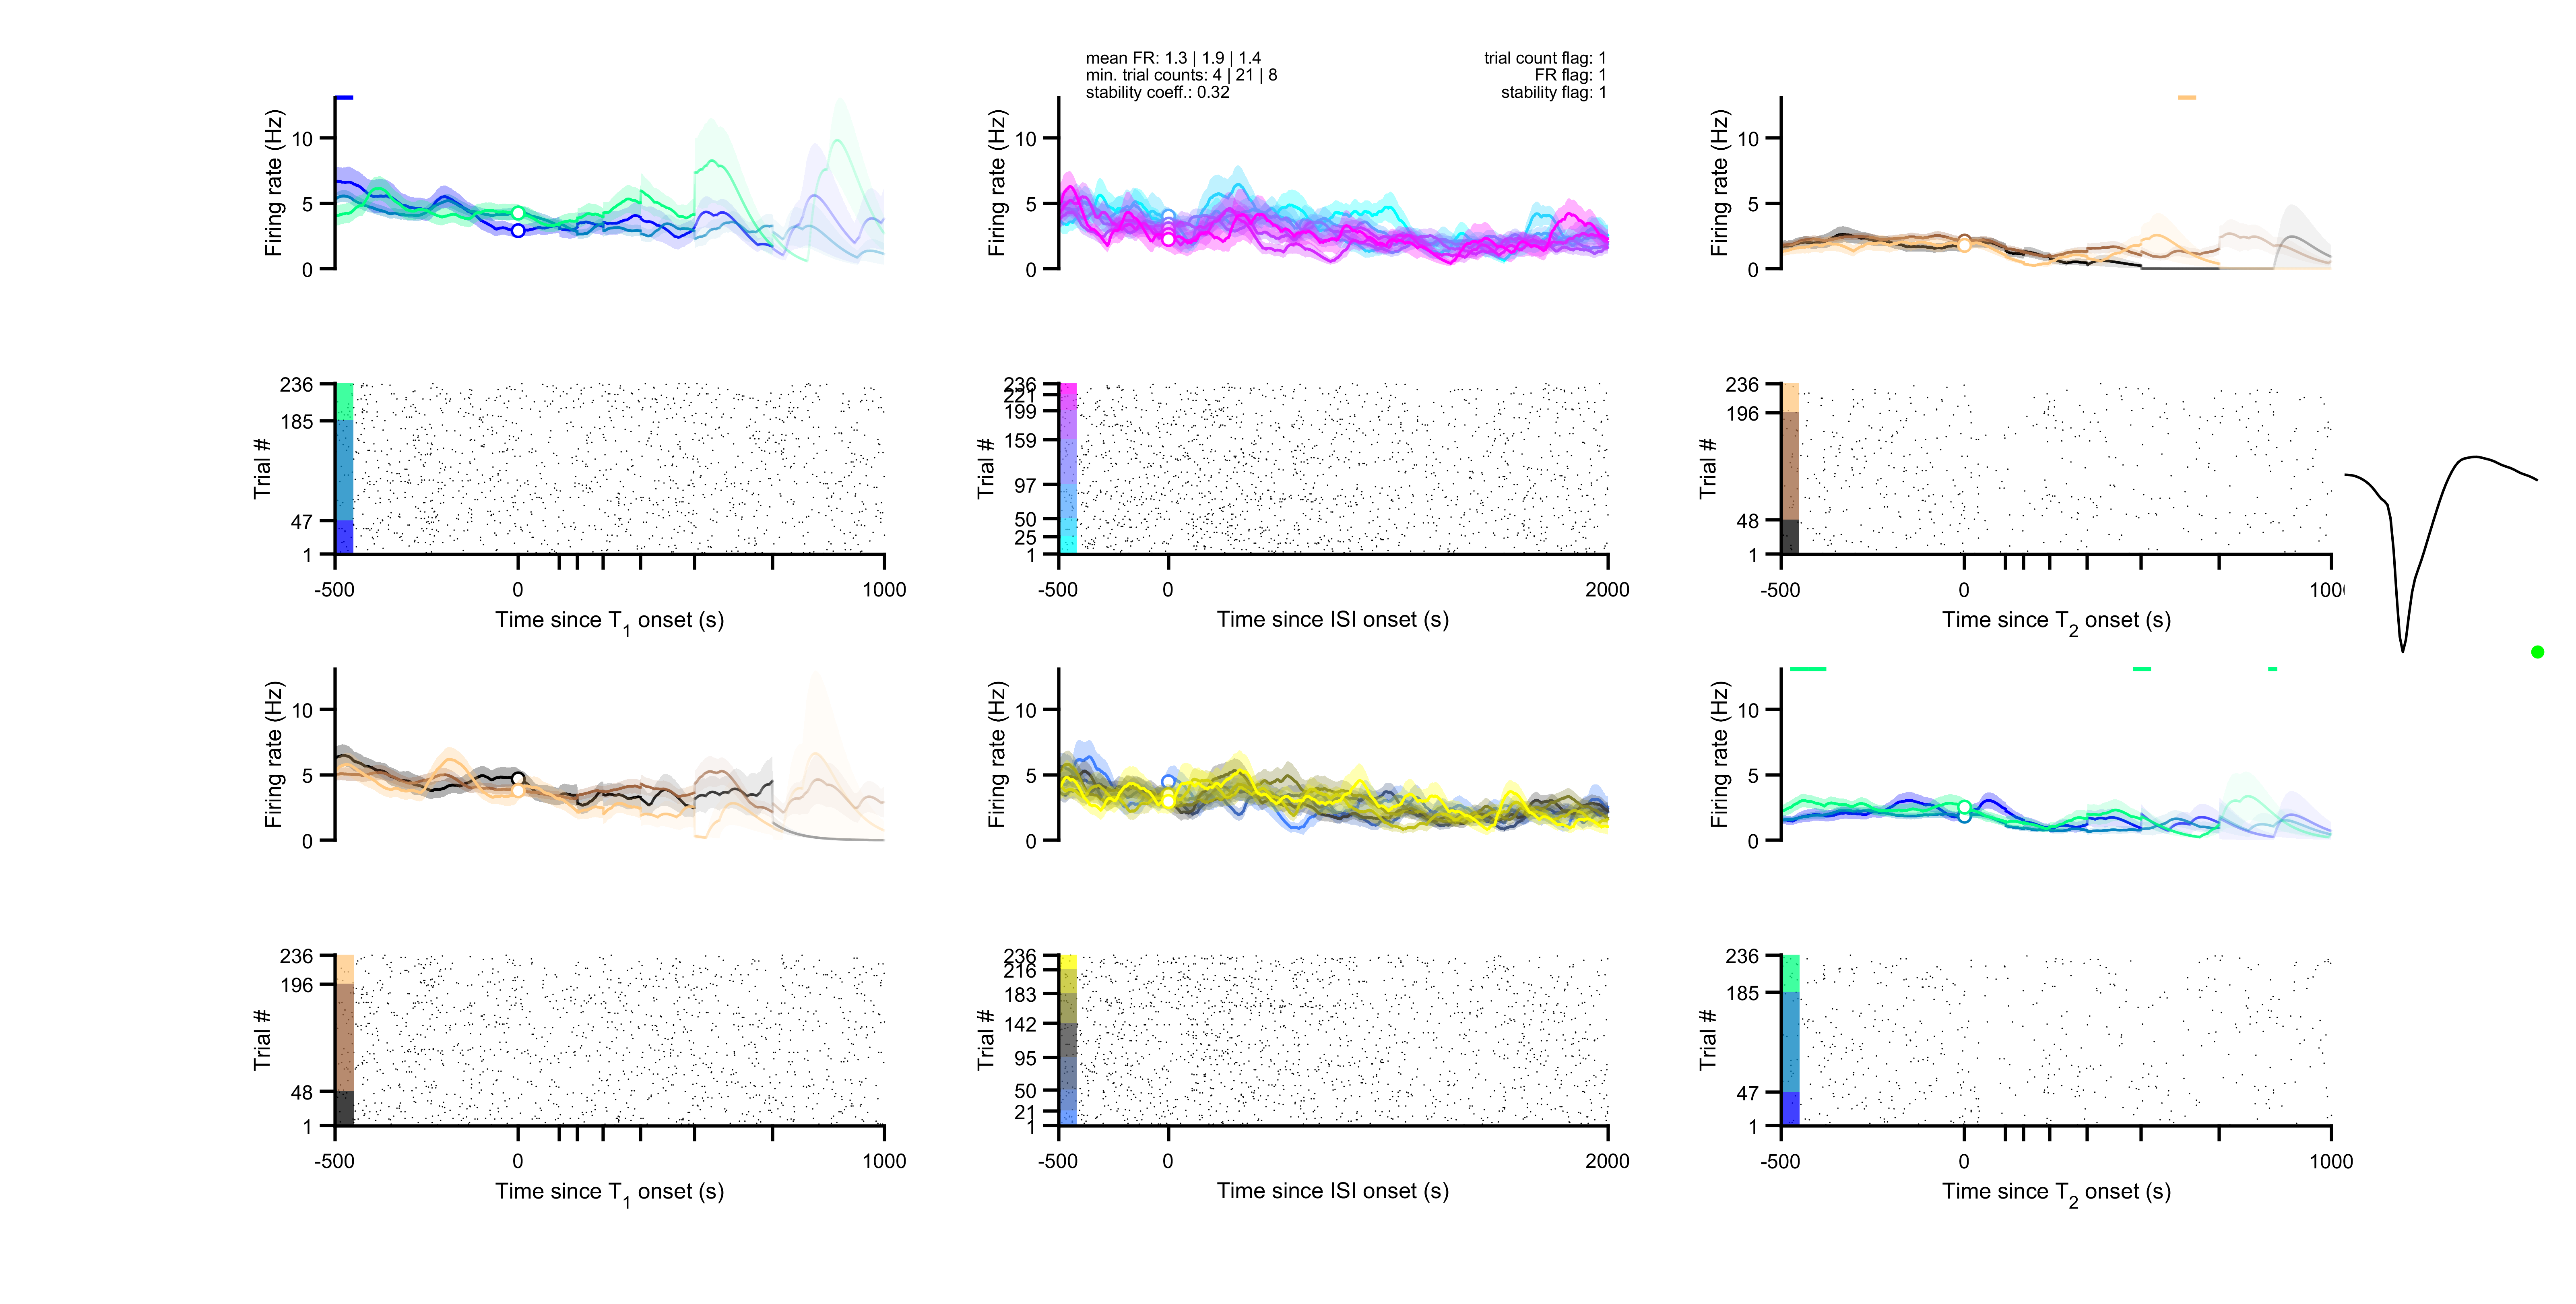 mean FR: 1.3 | 1.9 | 1.4
min. trial counts: 4 | 21 | 8
stability coeff.: 0.32
trial count flag: 1
FR flag: 1
stability flag: 1
Firing rate (Hz)
10
5
0
Firing rate (Hz)
10
5
0
Firing rate (Hz)
10
5
0
Trial #
236
185
47
1
-500
0
1000
Time since T1 onset (s)
Trial #
236
221
199
159
97
50
25
1
-500
0
2000
Time since ISI onset (s)
Trial #
236
196
48
1
-500
0
Time since T2 onset (s)
Firing rate (Hz)
10
5
0
Firing rate (Hz)
10
5
0
Firing rate (Hz)
10
5
0
Trial #
236
196
48
1
-500
0
1000
Time since T1 onset (s)
Trial #
236
216
183
142
95
50
21
1
-500
0
2000
Time since ISI onset (s)
Trial #
236
185
47
1
-500
0
1000
Time since T2 onset (s)